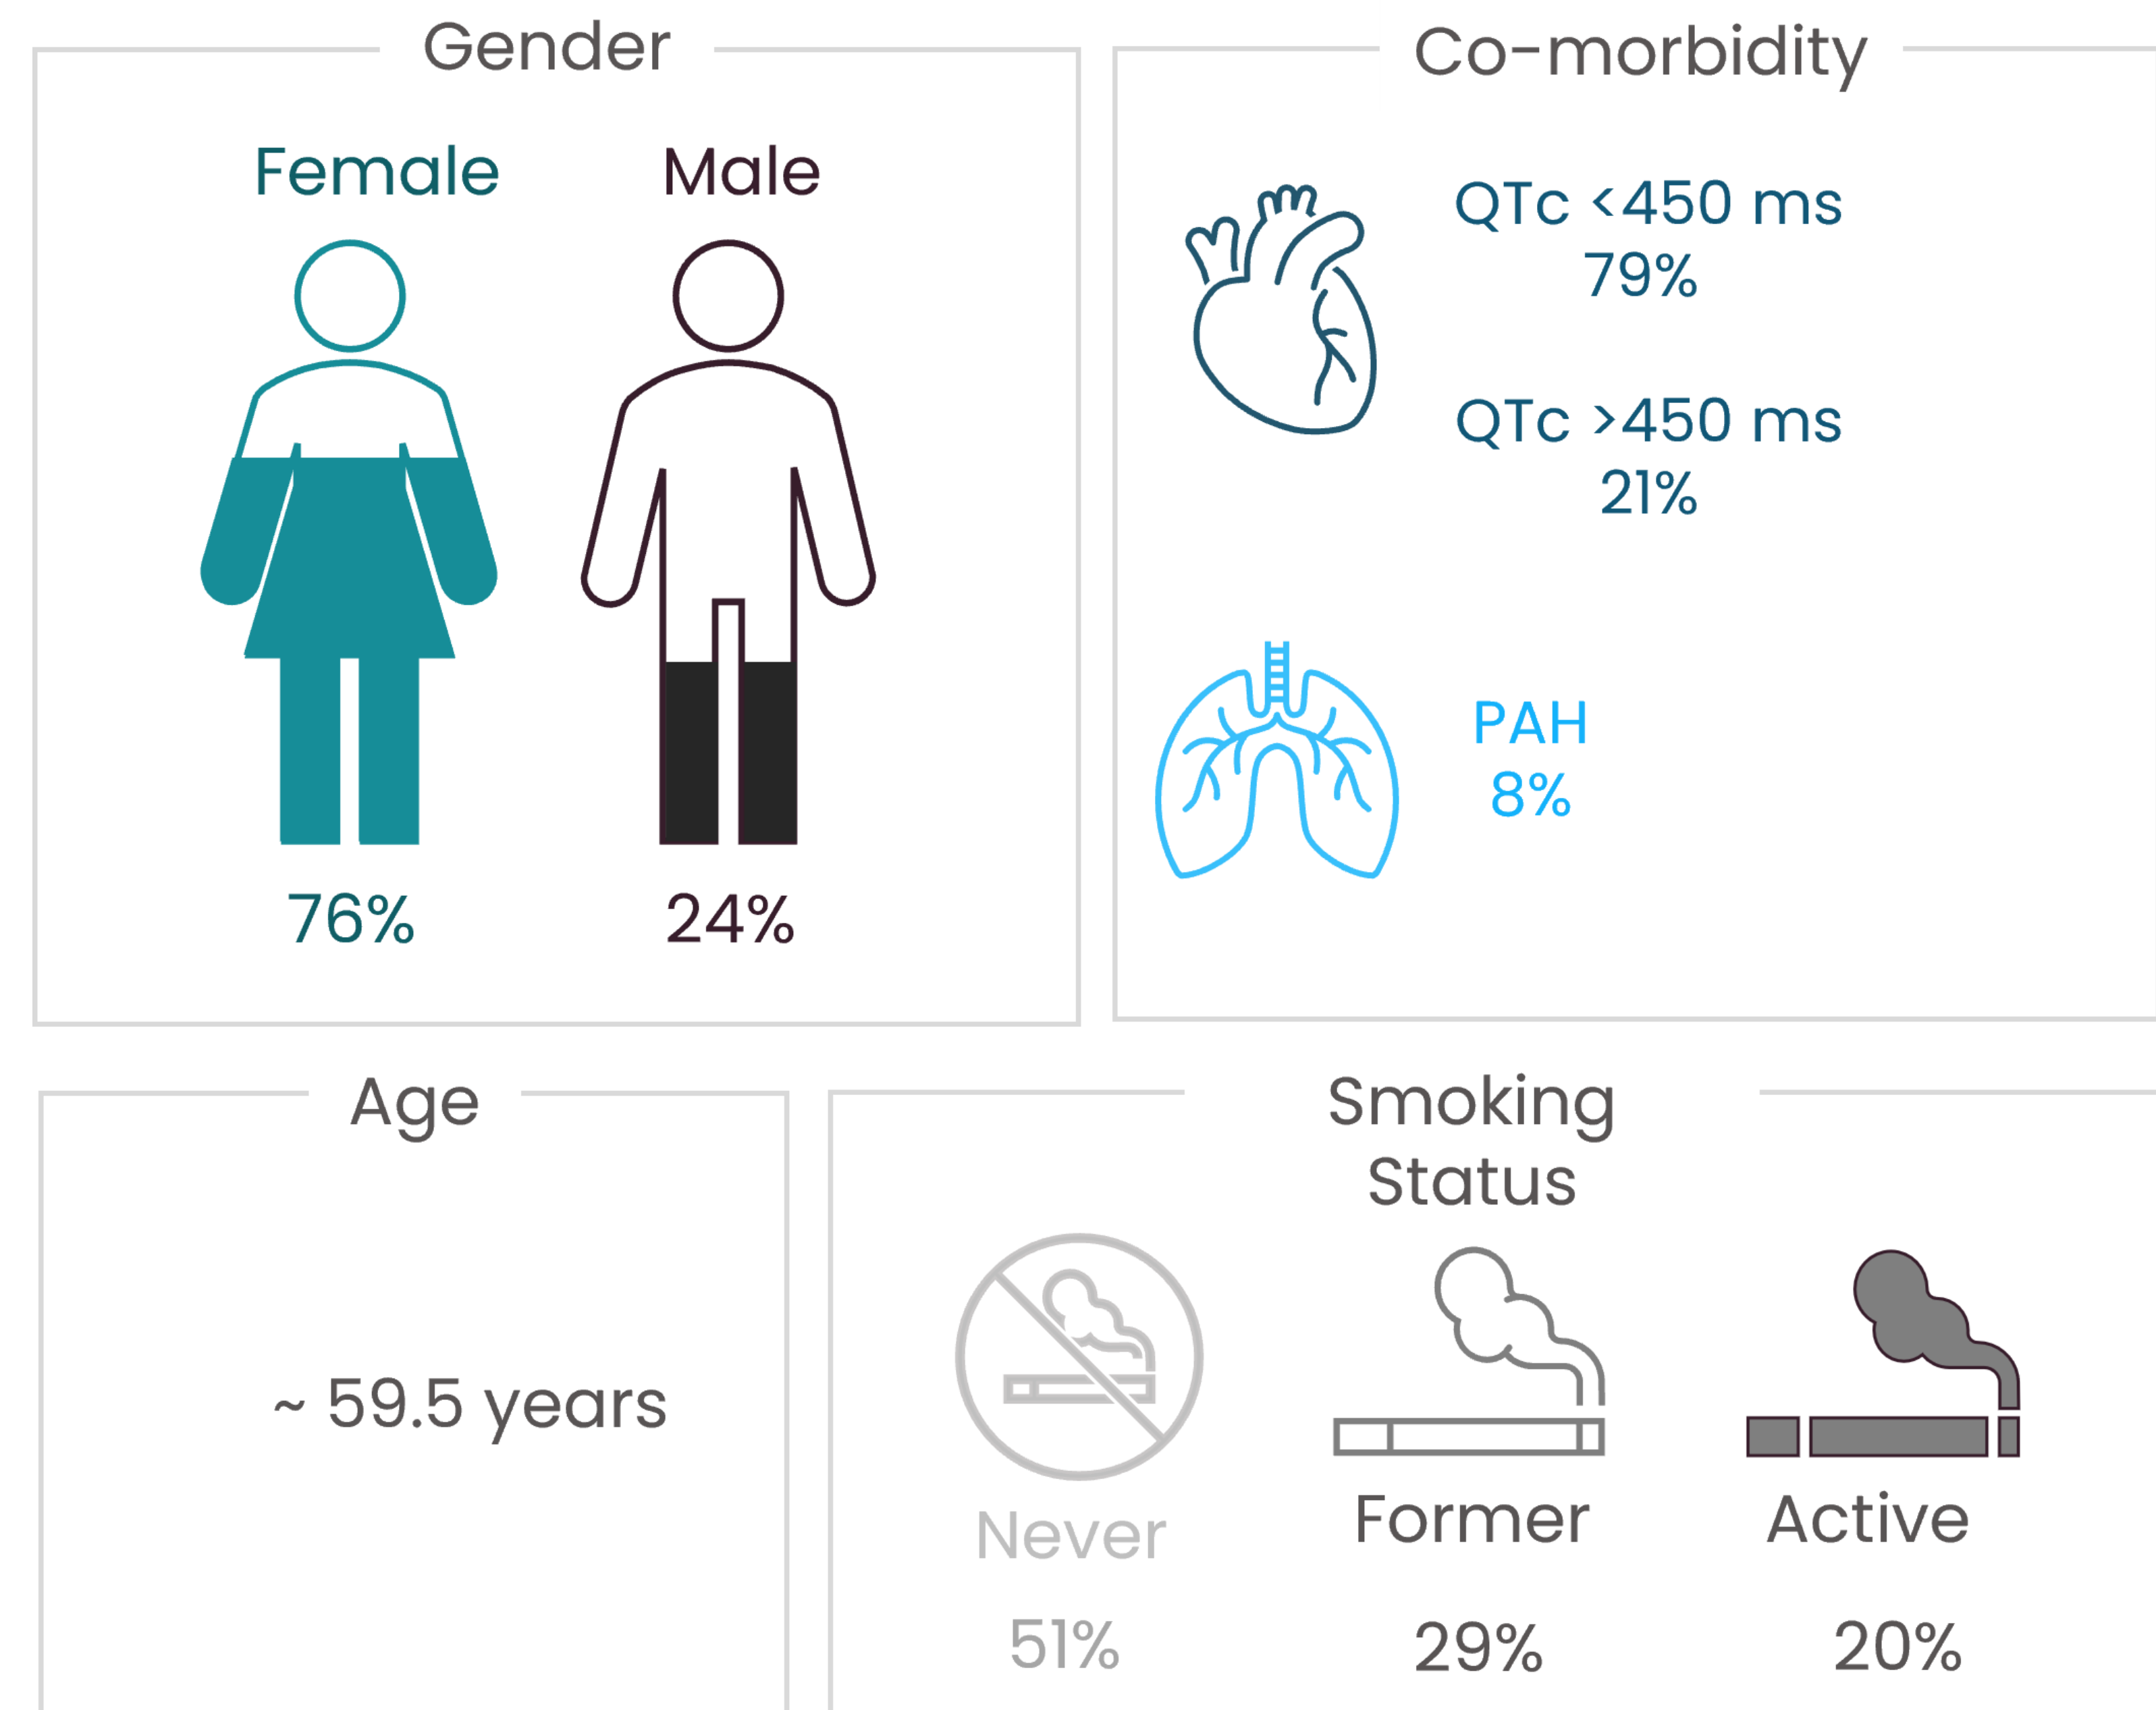 Gender
Female
Male
76%
24%
Co-morbidity
QTc <450 ms
79%
QTc >450 ms
21%
PAH
8%
Age
~ 59.5 years
Smoking
Status
Never
Former
Active
51%
29%
20%